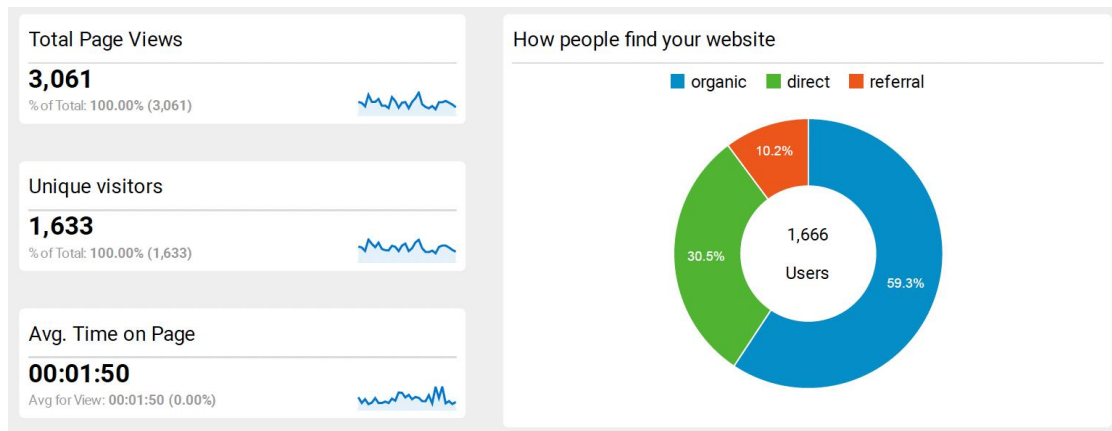 Total Page Views
3,061
% of Total: 100.00% (3,061)
Unique visitors
1,633
% of Total: 100.00% (1,633)
Avg. Time on Page
00:01:50
Avg for View: 00:01:50 (0.00%)
How people find your website
organic direct referral
10.2%
30.5%
1,666
Users
59.3%